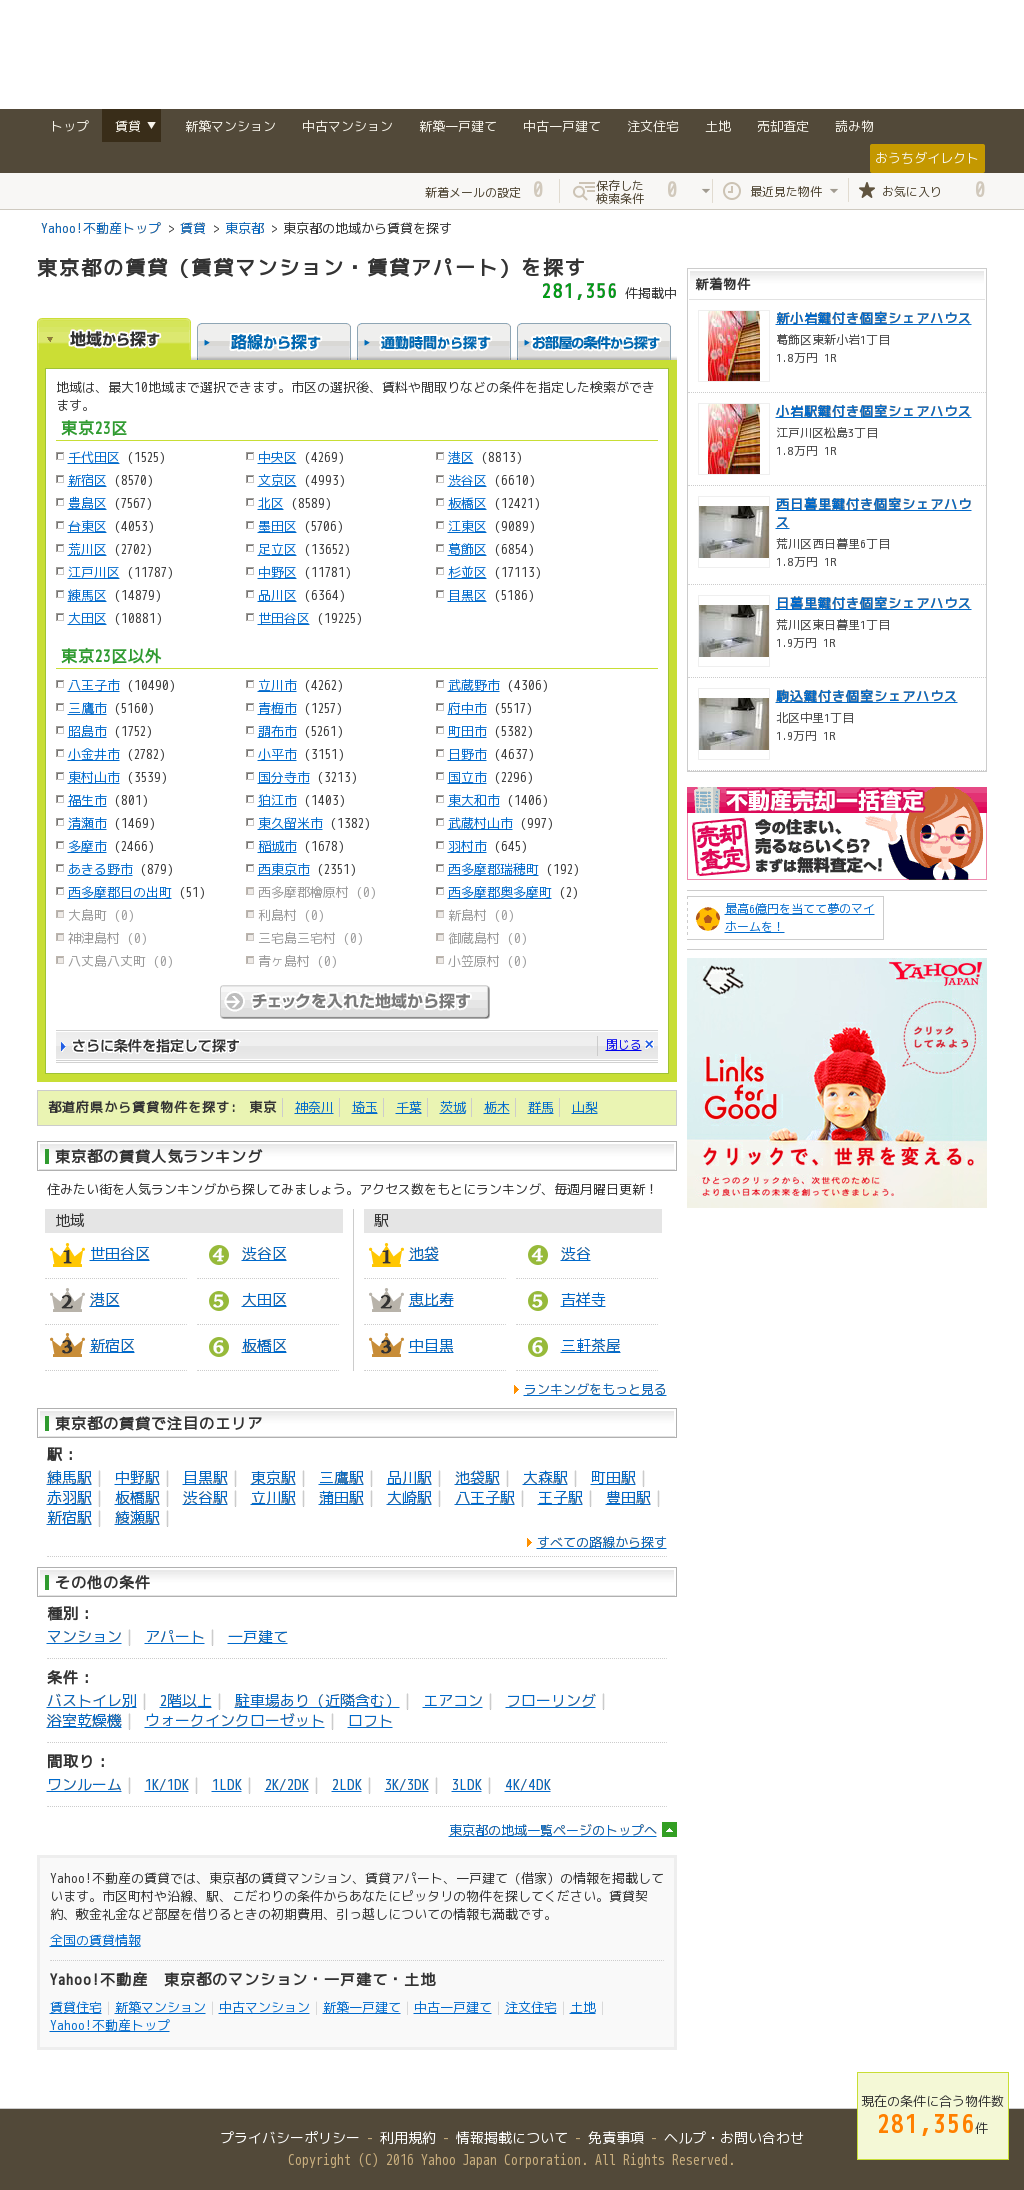 トップ 賃貸 ▼ 新築マンション 中古マンション 新築一戸建て 中古一戸建て 注文住宅 土地 売却査定 読み物
おうちダイレクト
新着メールの設定 0 保存した検索条件 0 最近見た物件 お気に入り 0
Yahoo!不動産トップ > 賃貸 > 東京都 > 東京都の地域から賃貸を探す
東京都の賃貸（賃貸マンション・賃貸アパート）を探す
281,356 件掲載中
地域から探す 路線から探す 通勤時間から探す お部屋の条件から探す
地域は、最大10地域まで選択できます。市区の選択後、賃料や間取りなどの条件を指定した検索ができ
ます。
東京23区
千代田区 (1525) 中央区 (4269) 港区 (8813)
新宿区 (8570) 文京区 (4993) 渋谷区 (6610)
豊島区 (7567) 北区 (8589) 板橋区 (12421)
台東区 (4053) 墨田区 (5706) 江東区 (9089)
荒川区 (2702) 足立区 (13652) 葛飾区 (6854)
江戸川区 (11787) 中野区 (11781) 杉並区 (17113)
練馬区 (14879) 品川区 (6364) 目黒区 (5186)
大田区 (10881) 世田谷区 (19225)
東京23区以外
八王子市 (10490) 立川市 (4262) 武蔵野市 (4306)
三鷹市 (5160) 青梅市 (1257) 府中市 (5517)
昭島市 (1752) 調布市 (5261) 町田市 (5382)
小金井市 (2782) 小平市 (3151) 日野市 (4637)
東村山市 (3539) 国分寺市 (3213) 国立市 (2296)
福生市 (801) 狛江市 (1403) 東大和市 (1406)
清瀬市 (1469) 東久留米市 (1382) 武蔵村山市 (997)
多摩市 (2466) 稲城市 (1678) 羽村市 (645)
あきる野市 (879) 西東京市 (2351) 西多摩郡瑞穂町 (192)
西多摩郡日の出町 (51) 西多摩郡檜原村 (0) 西多摩郡奥多摩町 (2)
大島町 (0) 利島村 (0) 新島村 (0)
神津島村 (0) 三宅島三宅村 (0) 御蔵島村 (0)
八丈島八丈町 (0) 青ヶ島村 (0) 小笠原村 (0)
チェックを入れた地域から探す
さらに条件を指定して探す 閉じる ×
都道府県から賃貸物件を探す: 東京 神奈川 埼玉 千葉 茨城 栃木 群馬 山梨
東京都の賃貸人気ランキング
住みたい街を人気ランキングから探してみましょう。アクセス数をもとにランキング、毎週月曜日更新！
地域 駅
1 世田谷区 4 渋谷区 1 池袋 4 渋谷
2 港区 5 大田区 2 恵比寿 5 吉祥寺
3 新宿区 6 板橋区 3 中目黒 6 三軒茶屋
ランキングをもっと見る
東京都の賃貸で注目のエリア
駅：
練馬駅｜ 中野駅｜ 目黒駅｜ 東京駅｜ 三鷹駅｜ 品川駅｜ 池袋駅｜ 大森駅｜ 町田駅｜
赤羽駅｜ 板橋駅｜ 渋谷駅｜ 立川駅｜ 蒲田駅｜ 大崎駅｜ 八王子駅｜ 王子駅｜ 豊田駅｜
新宿駅｜ 綾瀬駅｜
すべての路線から探す
その他の条件
種別：
マンション｜ アパート｜ 一戸建て
条件：
バストイレ別｜ 2階以上｜ 駐車場あり（近隣含む）｜ エアコン｜ フローリング｜
浴室乾燥機｜ ウォークインクローゼット｜ ロフト
間取り：
ワンルーム｜ 1K/1DK｜ 1LDK｜ 2K/2DK｜ 2LDK｜ 3K/3DK｜ 3LDK｜ 4K/4DK
東京都の地域一覧ページのトップへ
Yahoo!不動産の賃貸では、東京都の賃貸マンション、賃貸アパート、一戸建て（借家）の情報を掲載して
います。市区町村や沿線、駅、こだわりの条件からあなたにピッタリの物件を探してください。賃貸契
約、敷金礼金など部屋を借りるときの初期費用、引っ越しについての情報も満載です。
全国の賃貸情報
Yahoo!不動産 東京都のマンション・一戸建て・土地
賃貸住宅｜新築マンション｜中古マンション｜新築一戸建て｜中古一戸建て｜注文住宅｜土地｜
Yahoo!不動産トップ
新着物件
新小岩鍵付き個室シェアハウス
葛飾区東新小岩1丁目
1.8万円 1R
小岩駅鍵付き個室シェアハウス
江戸川区松島3丁目
1.8万円 1R
西日暮里鍵付き個室シェアハウ
ス
荒川区西日暮里6丁目
1.8万円 1R
日暮里鍵付き個室シェアハウス
荒川区東日暮里1丁目
1.9万円 1R
駒込鍵付き個室シェアハウス
北区中里1丁目
1.9万円 1R
不動産売却一括査定
売却
査定
今の住まい、
売るならいくら？
まずは無料査定へ！
最高6億円を当てて夢のマイ
ホームを！
YAHOO!
JAPAN
クリック
してみよう
Links
for
Good
クリックで、世界を変える。
ひとつのクリックから、次世代のために
より良い日本の未来を創っていきましょう。
現在の条件に合う物件数
281,356件
プライバシーポリシー - 利用規約 - 情報掲載について - 免責事項 - ヘルプ・お問い合わせ
Copyright (C) 2016 Yahoo Japan Corporation. All Rights Reserved.